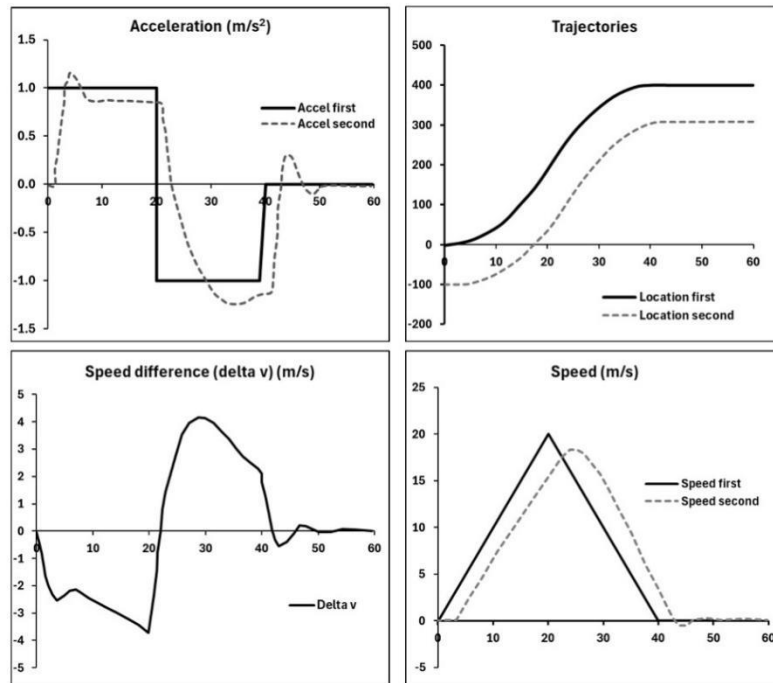 Acceleration (m/s²)
1.5
1.0
0.5
0.0
-0.5
-1.0
-1.5
0 10 20 30 40 50 60
Accel first
Accel second
Trajectories
500
400
300
200
100
0
-100
-200
0 10 20 30 40 50 60
Location first
Location second
Speed difference (delta v) (m/s)
5
4
3
2
1
0
-1
-2
-3
-4
-5
0 10 20 30 40 50 60
Delta v
Speed (m/s)
25
20
15
10
5
0
-5
0 10 20 30 40 50 60
Speed first
Speed second